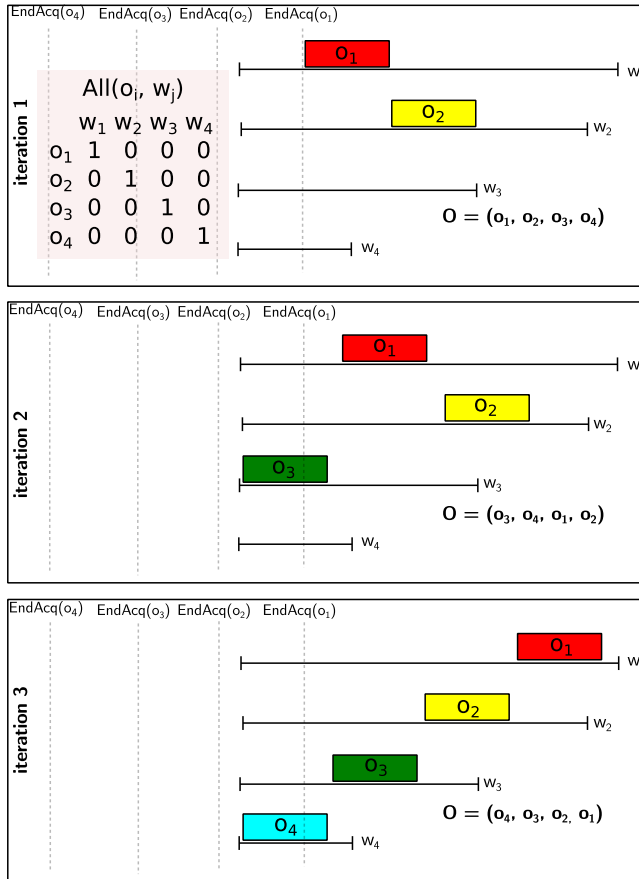 EndAcq(o₄) EndAcq(o₃) EndAcq(o₂) EndAcq(o₁)
iteration 1
All(oᵢ, wⱼ)
w₁ w₂ w₃ w₄
o₁ 1 0 0 0
o₂ 0 1 0 0
o₃ 0 0 1 0
o₄ 0 0 0 1
o₁
w
o₂
w₂
w₃
O = (o₁, o₂, o₃, o₄)
w₄
EndAcq(o₄) EndAcq(o₃) EndAcq(o₂) EndAcq(o₁)
iteration 2
o₁
w
o₂
w₂
o₃
w₃
O = (o₃, o₄, o₁, o₂)
w₄
EndAcq(o₄) EndAcq(o₃) EndAcq(o₂) EndAcq(o₁)
iteration 3
o₁
w
o₂
w₂
o₃
w₃
O = (o₄, o₃, o₂, o₁)
o₄
w₄